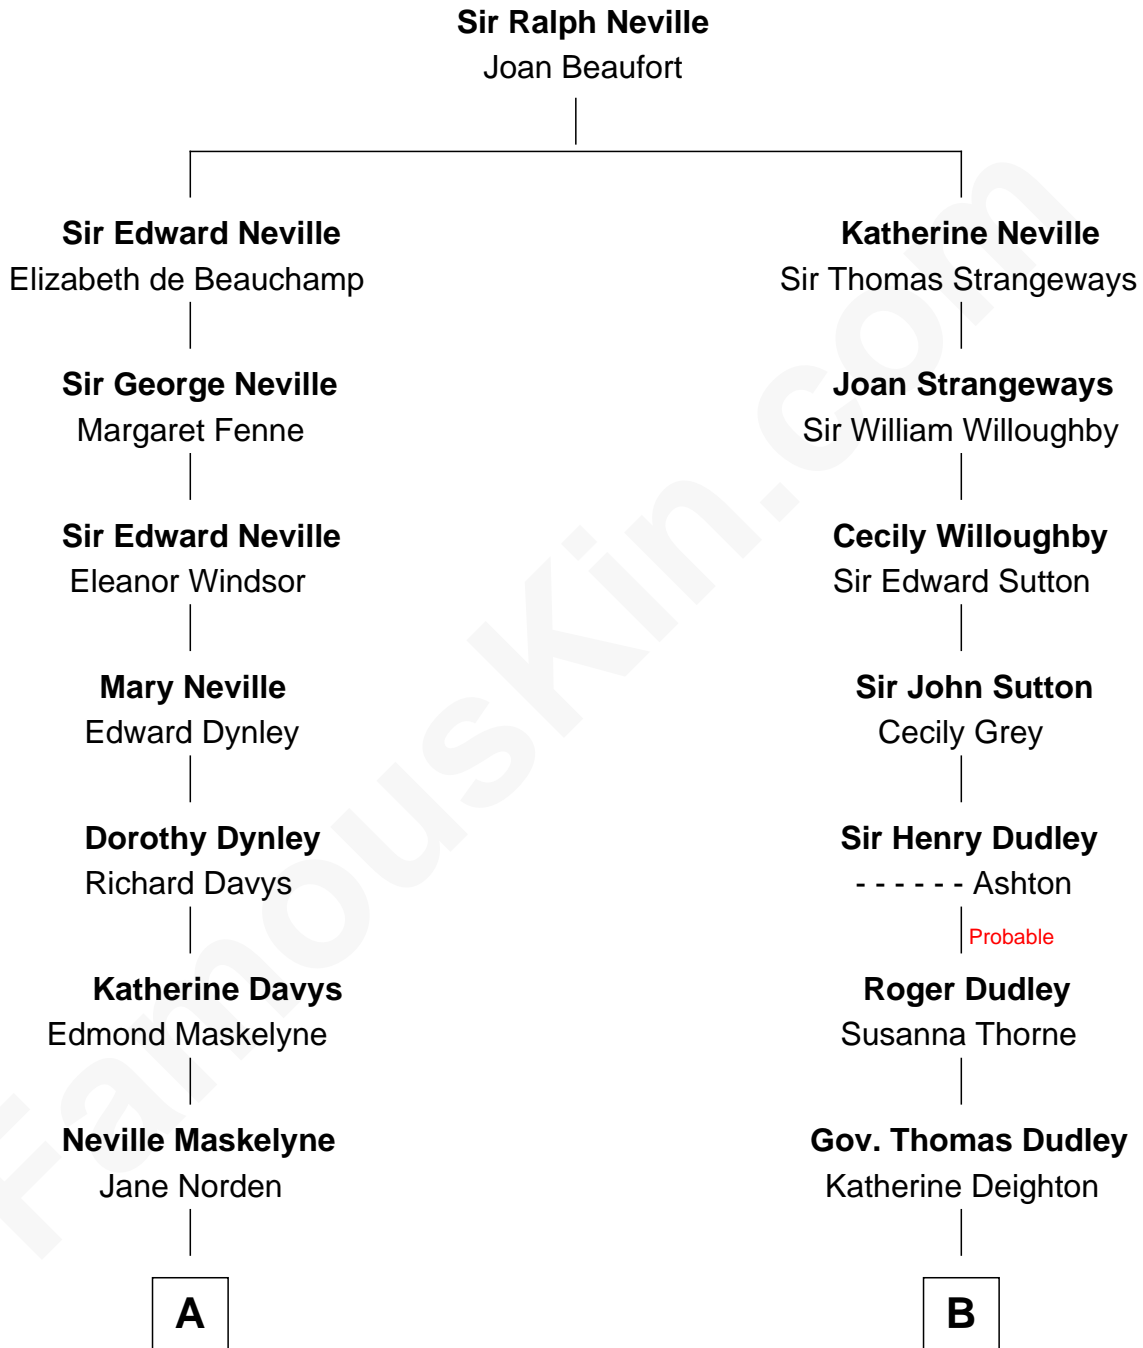 Sir Ralph Neville
Joan Beaufort
Sir Edward Neville
Elizabeth de Beauchamp
Katherine Neville
Sir Thomas Strangeways
Sir George Neville
Margaret Fenne
Joan Strangeways
Sir William Willoughby
Sir Edward Neville
Eleanor Windsor
Cecily Willoughby
Sir Edward Sutton
Mary Neville
Edward Dynley
Sir John Sutton
Cecily Grey
Dorothy Dynley
Richard Davys
Sir Henry Dudley
- - - - - - Ashton
Probable
Katherine Davys
Edmond Maskelyne
Roger Dudley
Susanna Thorne
Neville Maskelyne
Jane Norden
Gov. Thomas Dudley
Katherine Deighton
A
B
FamousKin.com